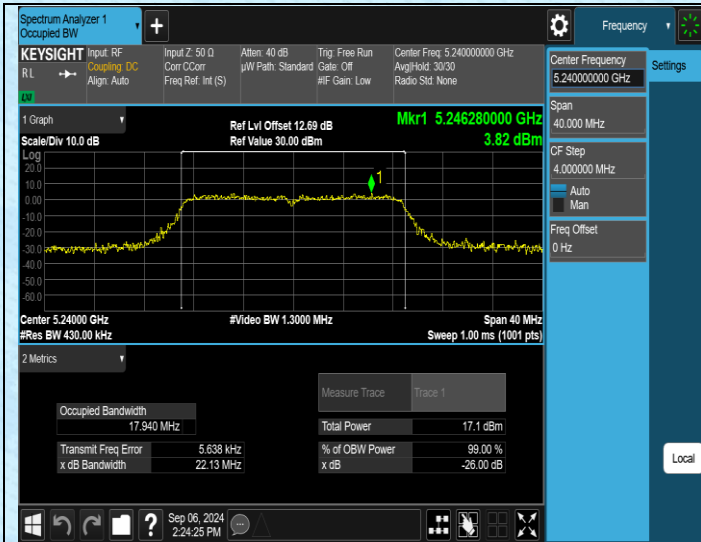 Spectrum Analyzer 1
Occupied BW
+
Frequency
KEYSIGHT
RL
LU
Input: RF
Coupling: DC
Align: Auto
Input Z: 50 Ω
Corr CCorr
Freq Ref: Int (S)
Atten: 40 dB
µW Path: Standard
Trig: Free Run
Gate: Off
#IF Gain: Low
Center Freq: 5.240000000 GHz
Avg|Hold: 30/30
Radio Std: None
1 Graph
Scale/Div 10.0 dB
Ref Lvl Offset 12.69 dB
Ref Value 30.00 dBm
Mkr1 5.246280000 GHz
3.82 dBm
Log
20.0
10.0
0.00
-10.0
-20.0
-30.0
-40.0
-50.0
-60.0
1
Center 5.24000 GHz
#Res BW 430.00 kHz
#Video BW 1.3000 MHz
Span 40 MHz
Sweep 1.00 ms (1001 pts)
2 Metrics
Measure Trace Trace 1
Occupied Bandwidth
17.940 MHz
Total Power 17.1 dBm
Transmit Freq Error 5.638 kHz
x dB Bandwidth 22.13 MHz
% of OBW Power 99.00 %
x dB -26.00 dB
Center Frequency
5.240000000 GHz
Span
40.000 MHz
CF Step
4.000000 MHz
Auto
Man
Freq Offset
0 Hz
Settings
Local
?
Sep 06, 2024
2:24:25 PM